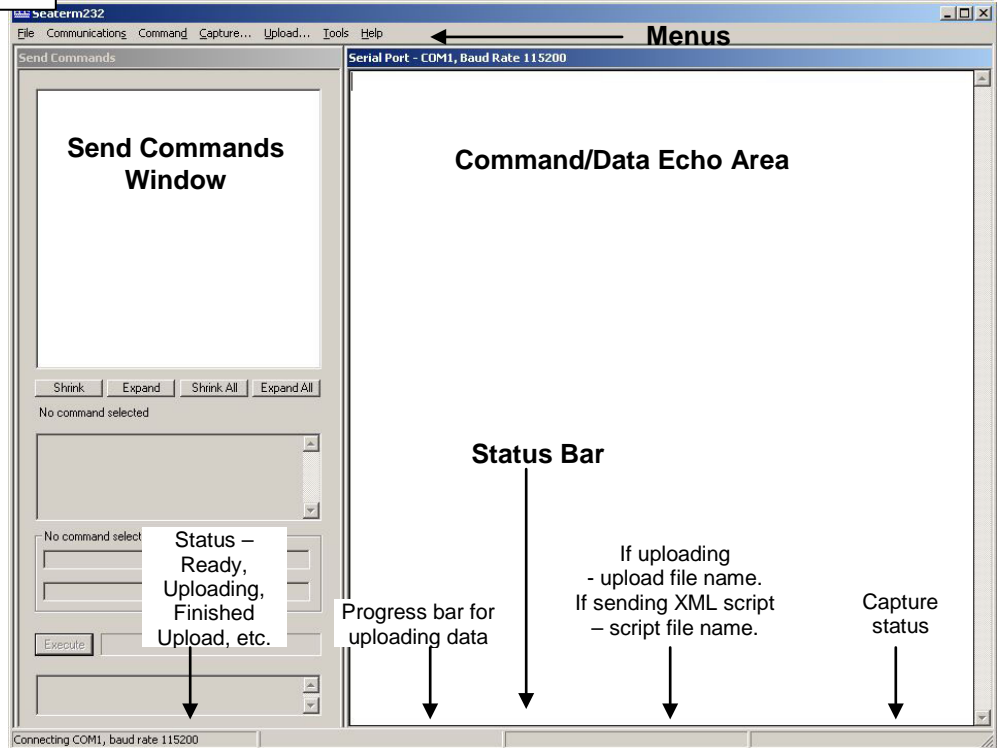 Seaterm232
File Communications Command Capture... Upload... Tools Help
Menus
Send Commands
Serial Port - COM1, Baud Rate 115200
Send Commands
Window
Command/Data Echo Area
Shrink Expand Shrink All Expand All
No command selected
Status Bar
No command select
Status –
Ready,
Uploading,
Finished
Upload, etc.
Execute
Progress bar for
uploading data
If uploading
- upload file name.
If sending XML script
– script file name.
Capture
status
Connecting COM1, baud rate 115200